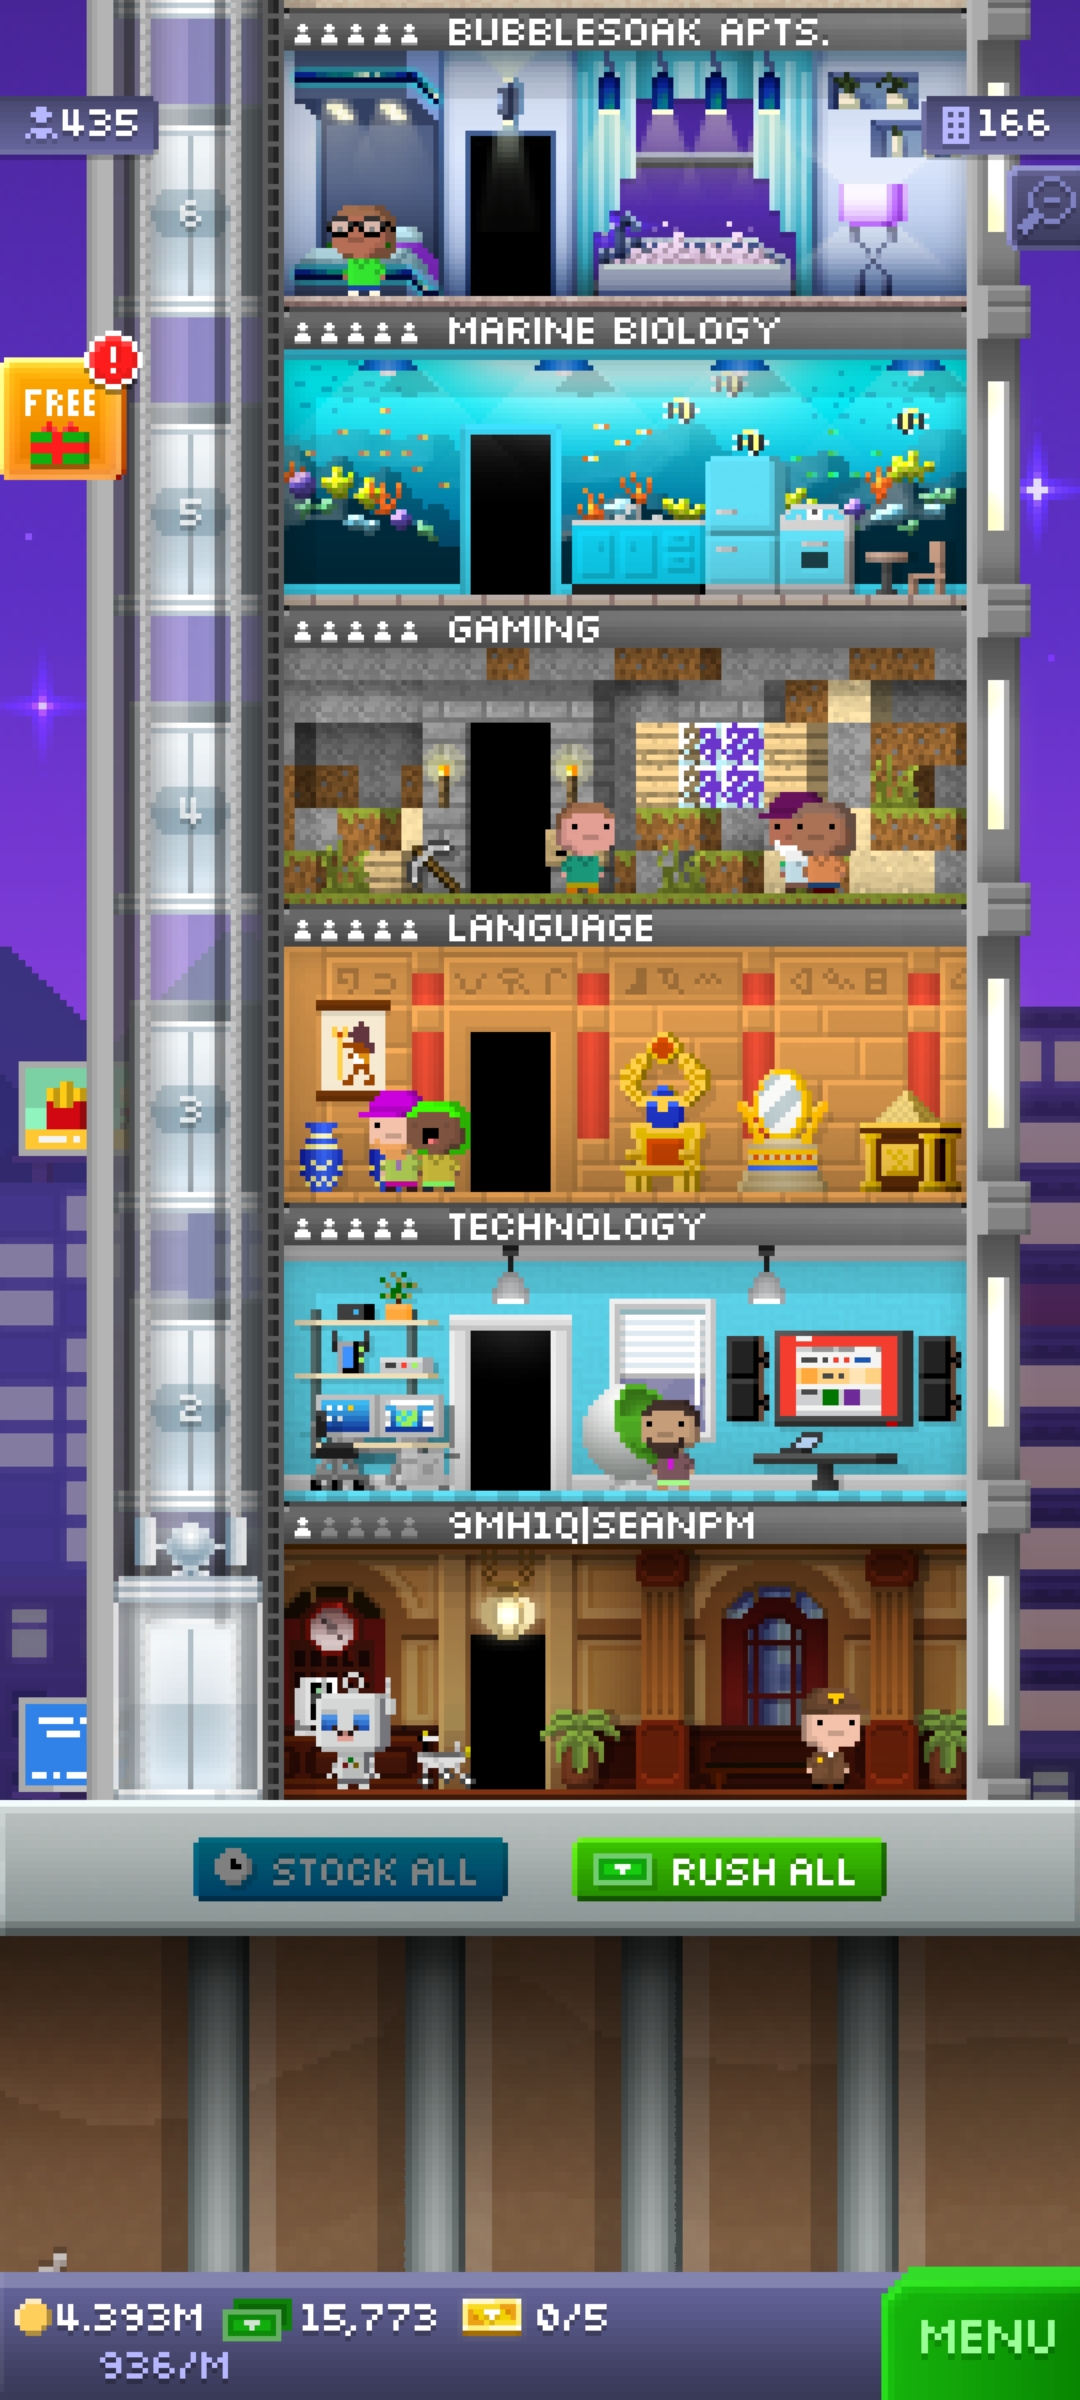 BUBBLESOAK APTS.
435
166
6
MARINE BIOLOGY
FREE
!
5
GAMING
4
LANGUAGE
3
TECHNOLOGY
2
9MH1Q|SEANPM
STOCK ALL
RUSH ALL
4.393M 15,773 0/5
936/M
MENU